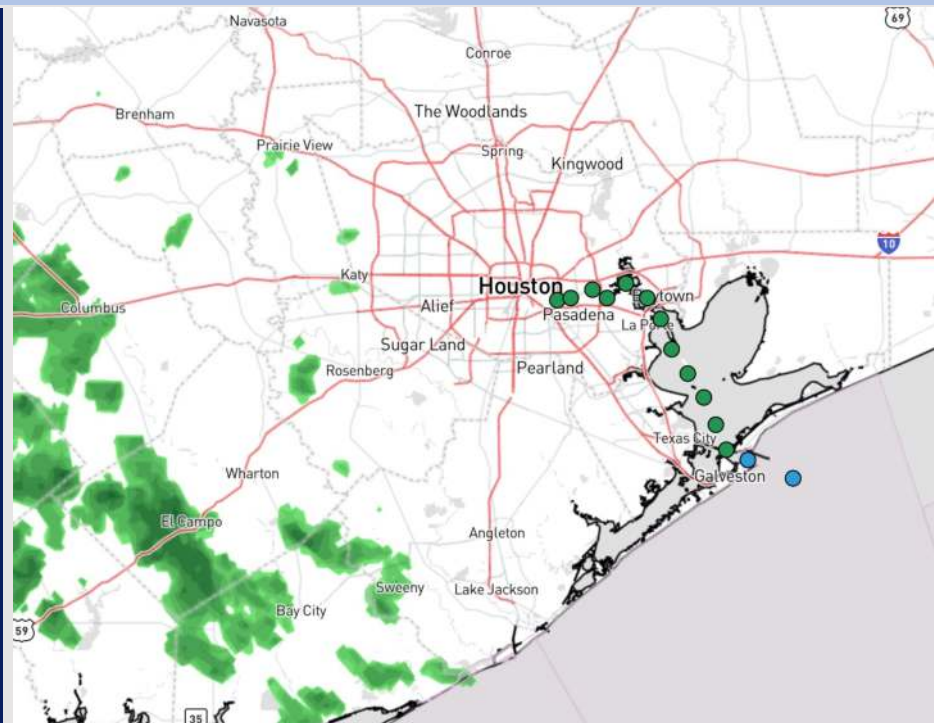 Navasota
69
Conroe
Brenham
The Woodlands
Prairie View
Spring
Kingwood
10
Katy
Houston
Columbus
Alief
Pasadena
La Porte
Sugar Land
Rosenberg
Pearland
Texas City
Wharton
Galveston
El Campo
Angleton
Sweeny
Lake Jackson
Bay City
59
35